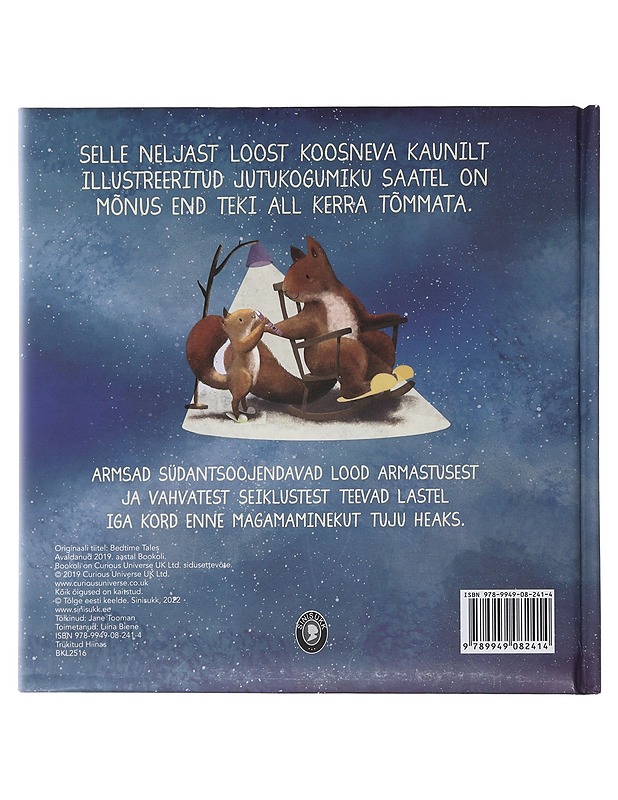 SELLE NELJAST LOOST KOOSNEVA KAUNILT
ILLUSTREERITUD JUTUKOGUMIKU SAATEL ON
MÕNUS END TEKI ALL KERRA TÕMMATA.
ARMSAD SÜDANTSOOJENDAVAD LOOD ARMASTUSEST
JA VAHVATEST SEIKLUSTEST TEEVAD LASTEL
IGA KORD ENNE MAGAMAMINEKUT TUJU HEAKS.
Originaali tiitel: Bedtime Tales
Avaldanud 2019. aastal Bookoli.
Bookoli on Curious Universe UK Ltd. sidusettevõte.
© 2019 Curious Universe UK Ltd.
www.curiousuniverse.co.uk
Kõik õigused on kaitstud.
© Tõlge eesti keelde. Sinisukk, 2022
www.sinisukk.ee
Tõlkinud: Jane Tooman
Toimetanud: Liina Biene
ISBN 978-9949-08-241-4
Trükitud Hiinas
BKL2516
SINISUKK
ISBN 978-9949-08-241-4
9 789949 082414